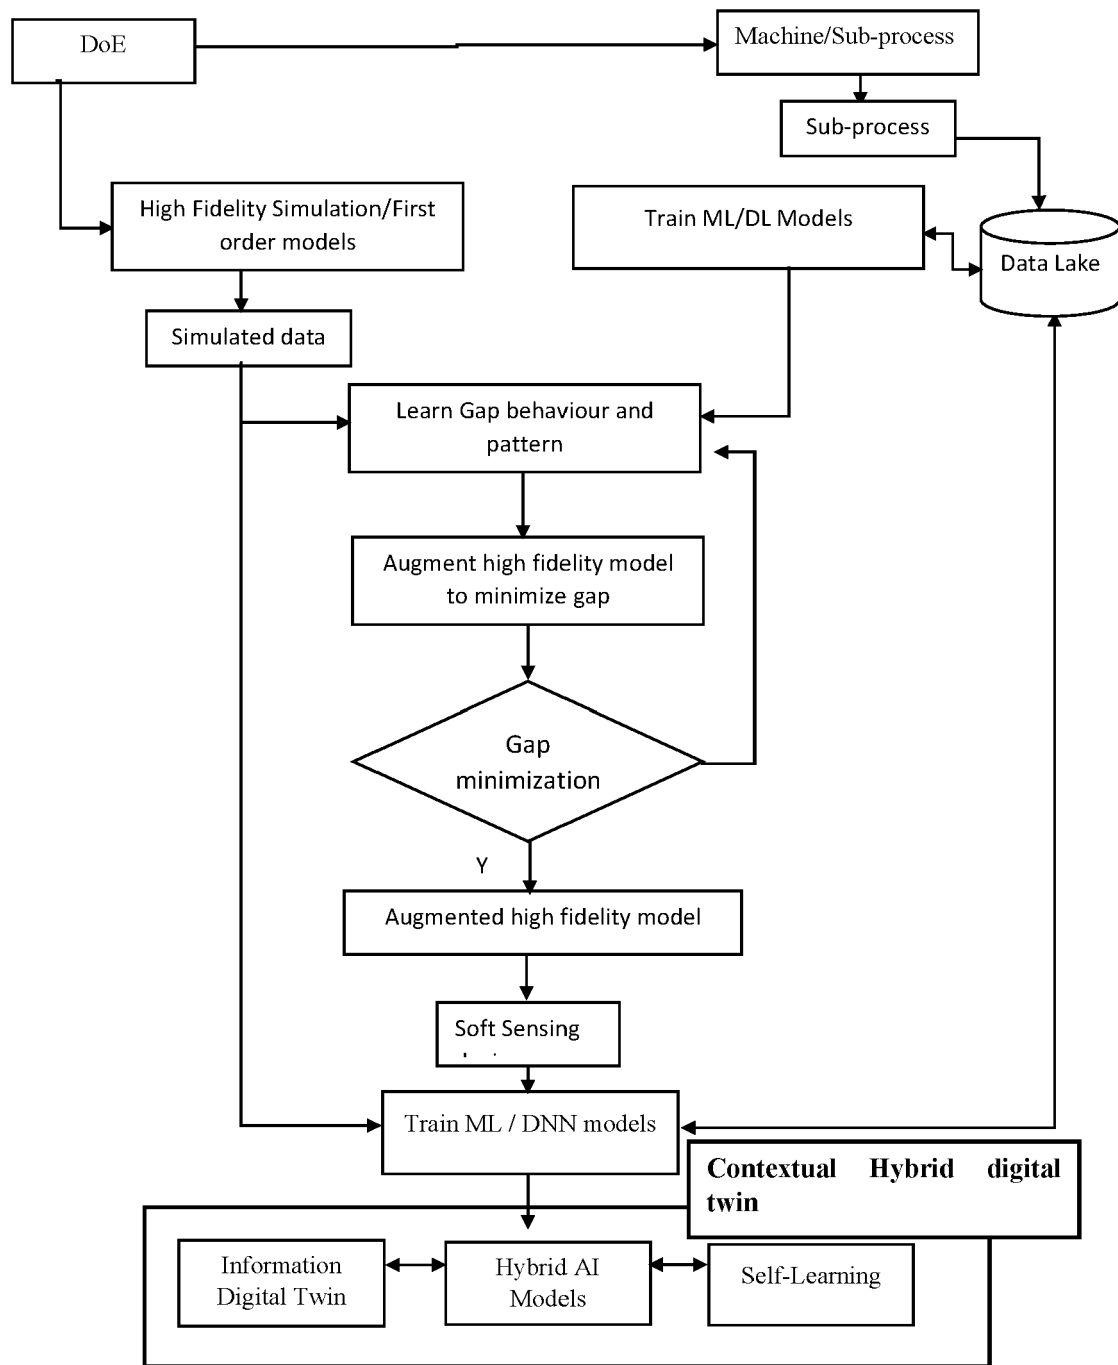 DoE
Machine/Sub-process
Sub-process
High Fidelity Simulation/First
order models
Train ML/DL Models
Data Lake
Simulated data
Learn Gap behaviour and
pattern
Augment high fidelity model
to minimize gap
Gap
minimization
Y
Augmented high fidelity model
Soft Sensing
Train ML / DNN models
Contextual Hybrid digital
twin
Information
Digital Twin
Hybrid AI
Models
Self-Learning